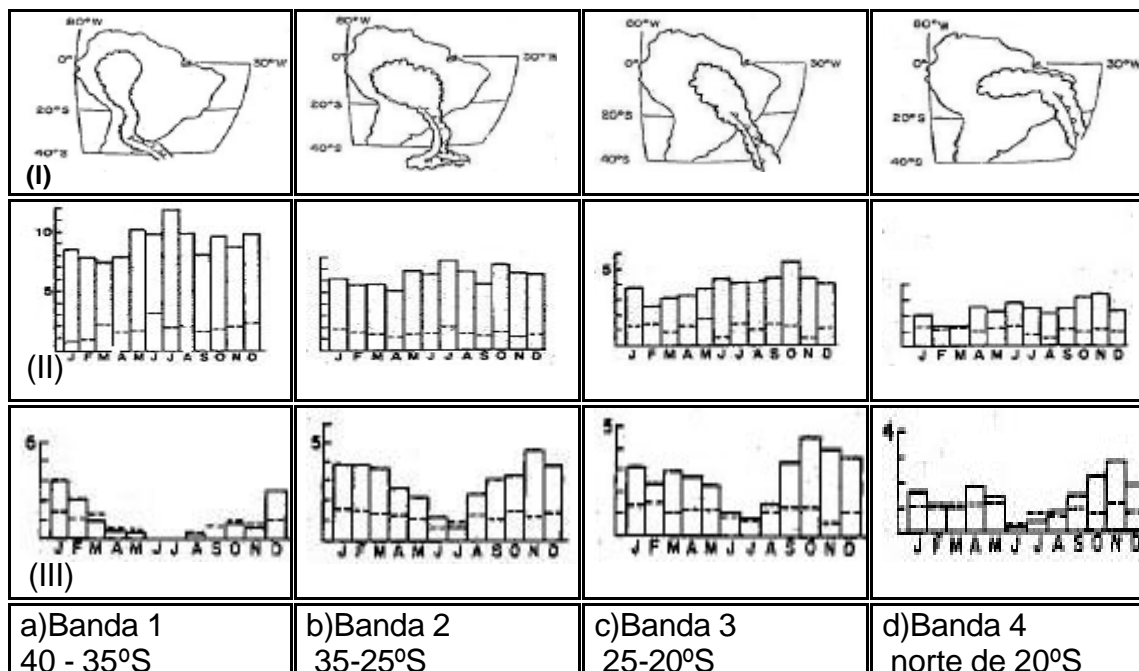 80°W
0°
30°W
20°S
40°S
(I)
80°W
0°
30°W
20°S
40°S
60°W
0°
30°W
20°S
40°S
80°W
0°
30°W
20°S
40°S
10
5
J F M A M J J A S O N D
(II)
J F M A M J J A S O N D
5
J F M A M J J A S O N D
J F M A M J J A S O N D
5
J F M A M J J A S O N D
(III)
5
J F M A M J J A S O N D
5
J F M A M J J A S O N D
4
J F M A M J J A S O N D
a)Banda 1
40 - 35ºS
b)Banda 2
35-25ºS
c)Banda 3
25-20ºS
d)Banda 4
norte de 20ºS